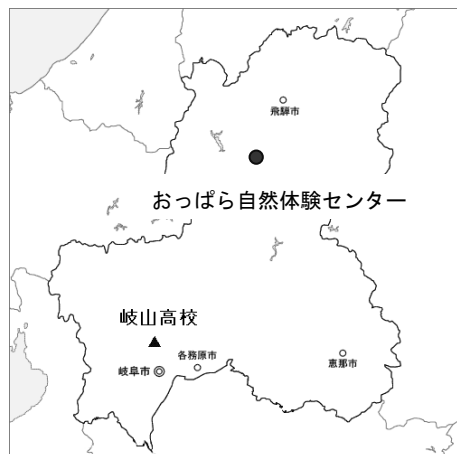 飛騨市
おっぱら自然体験センター
岐山高校
各務原市
岐阜市
恵那市